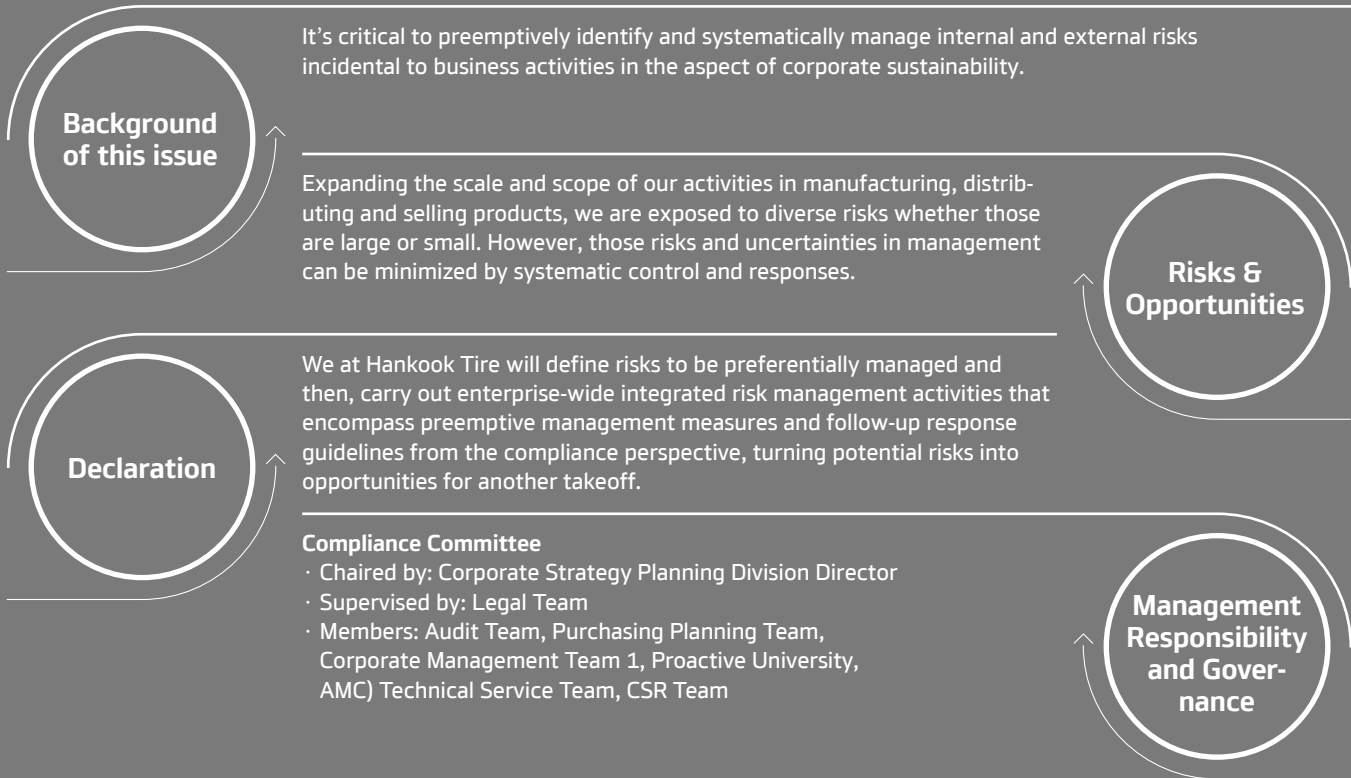 Background
of this issue
It's critical to preemptively identify and systematically manage internal and external risks
incidental to business activities in the aspect of corporate sustainability.
Expanding the scale and scope of our activities in manufacturing, distrib-
uting and selling products, we are exposed to diverse risks whether those
are large or small. However, those risks and uncertainties in management
can be minimized by systematic control and responses.
Risks &
Opportunities
Declaration
We at Hankook Tire will define risks to be preferentially managed and
then, carry out enterprise-wide integrated risk management activities that
encompass preemptive management measures and follow-up response
guidelines from the compliance perspective, turning potential risks into
opportunities for another takeoff.
Compliance Committee
· Chaired by: Corporate Strategy Planning Division Director
· Supervised by: Legal Team
· Members: Audit Team, Purchasing Planning Team,
Corporate Management Team 1, Proactive University,
AMC) Technical Service Team, CSR Team
Management
Responsibility
and Gover-
nance